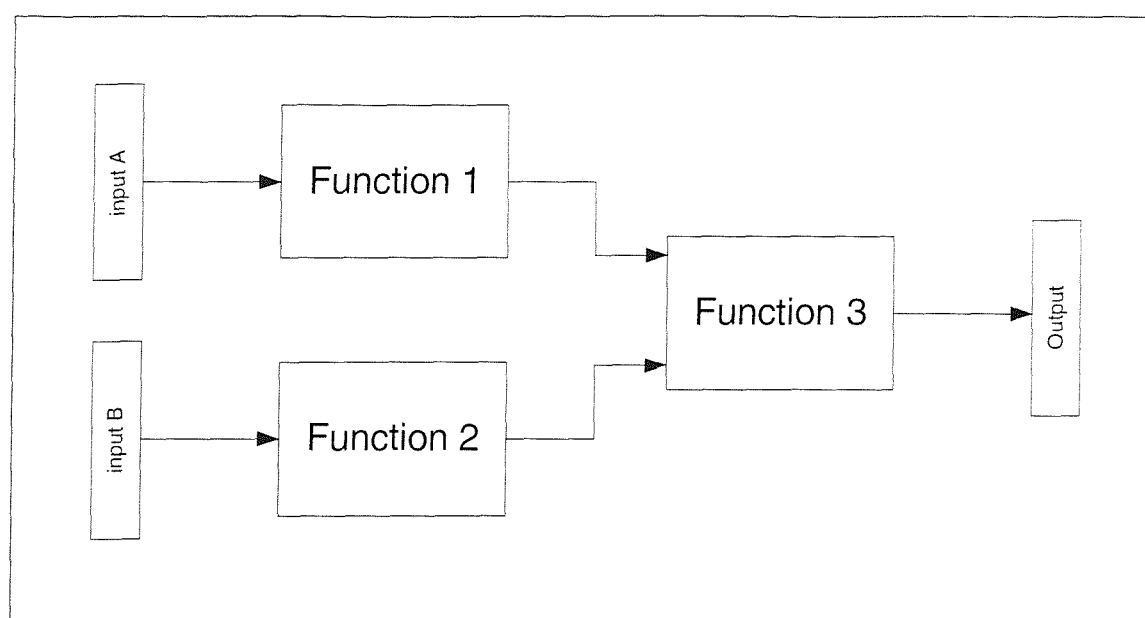 input A
Function 1
Function 3
Output
input B
Function 2